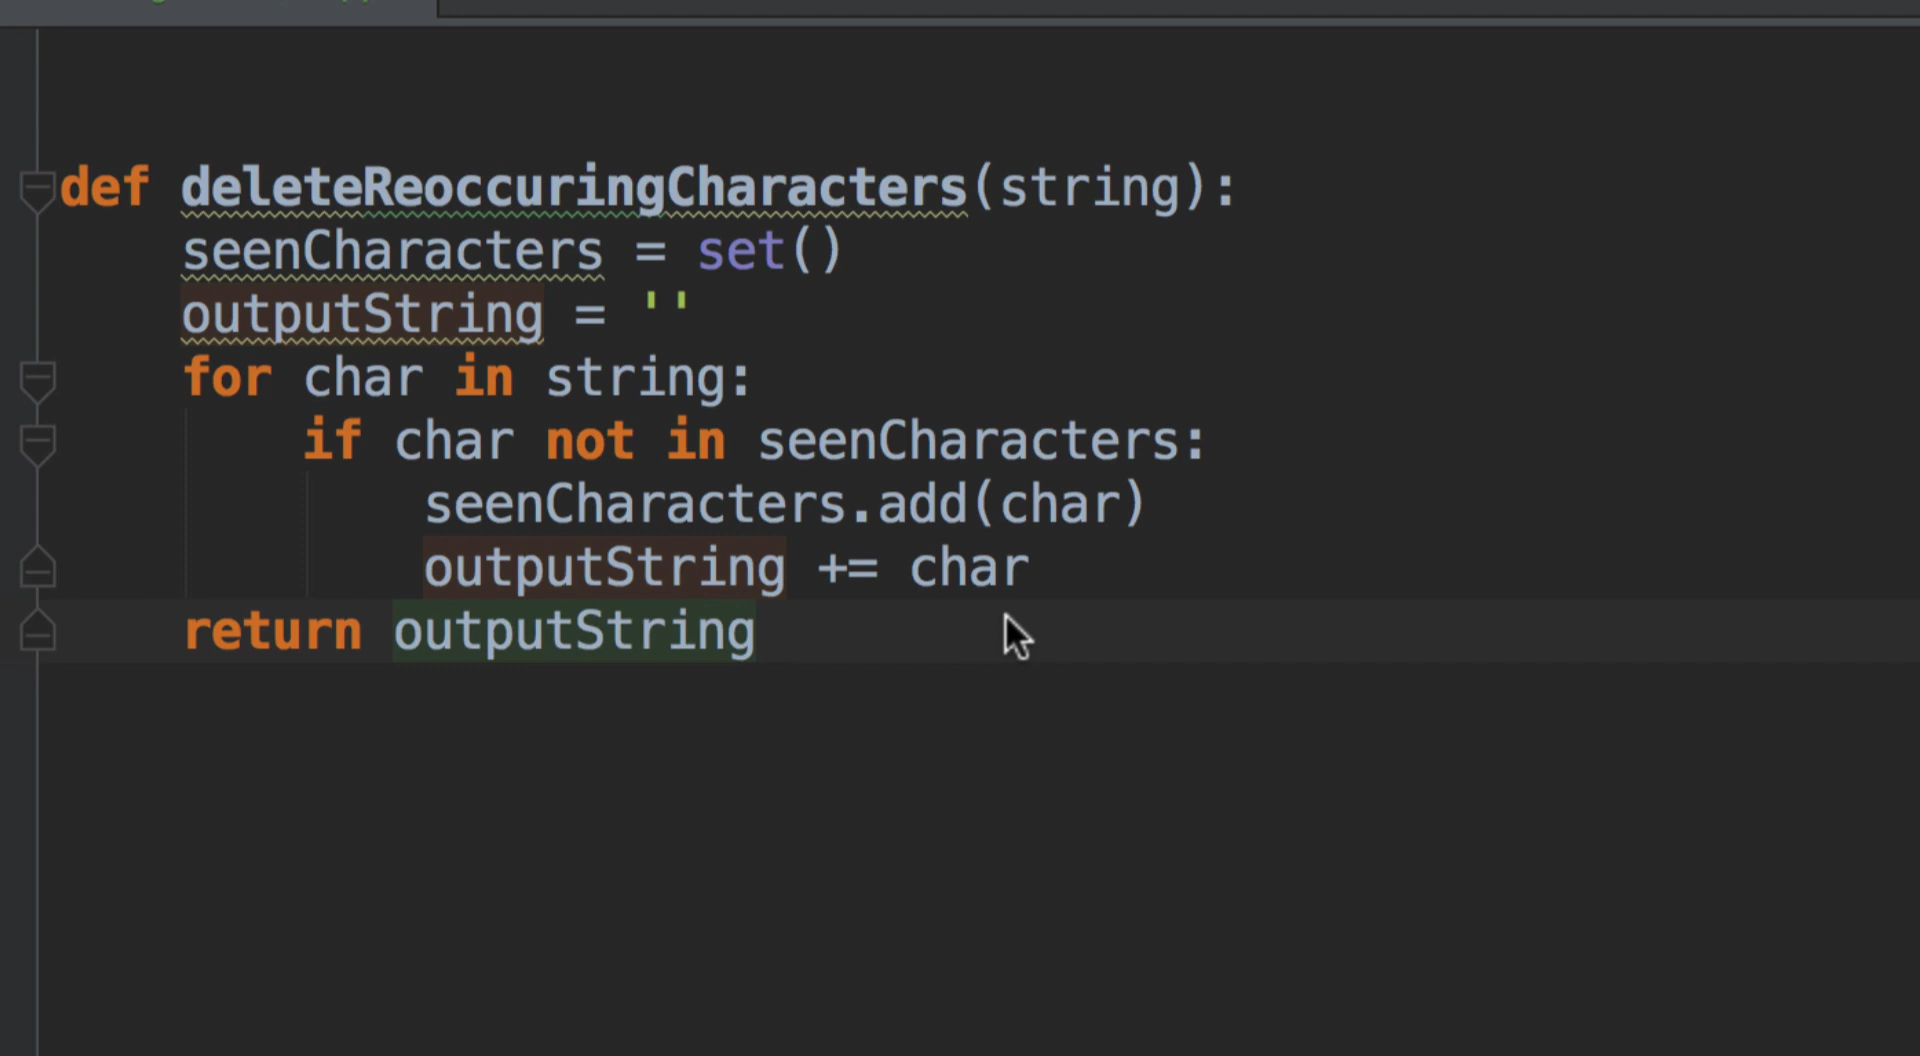 def deleteReoccuringCharacters(string):
    seenCharacters = set()
    outputString = ''
    for char in string:
        if char not in seenCharacters:
            seenCharacters.add(char)
            outputString += char
    return outputString